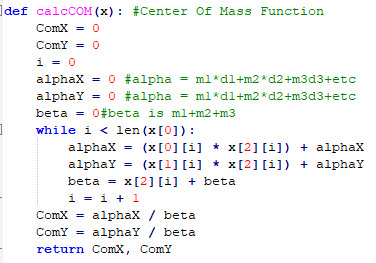 def calcCOM(x): #Center Of Mass Function
ComX = 0
ComY = 0
i = 0
alphaX = 0 #alpha = m1*d1+m2*d2+m3d3+etc
alphaY = 0 #alpha = m1*d1+m2*d2+m3d3+etc
beta = 0#beta is m1+m2+m3
while i < len(x[0]):
alphaX = (x[0][i] * x[2][i]) + alphaX
alphaY = (x[1][i] * x[2][i]) + alphaY
beta = x[2][i] + beta
i = i + 1
ComX = alphaX / beta
ComY = alphaY / beta
return ComX, ComY